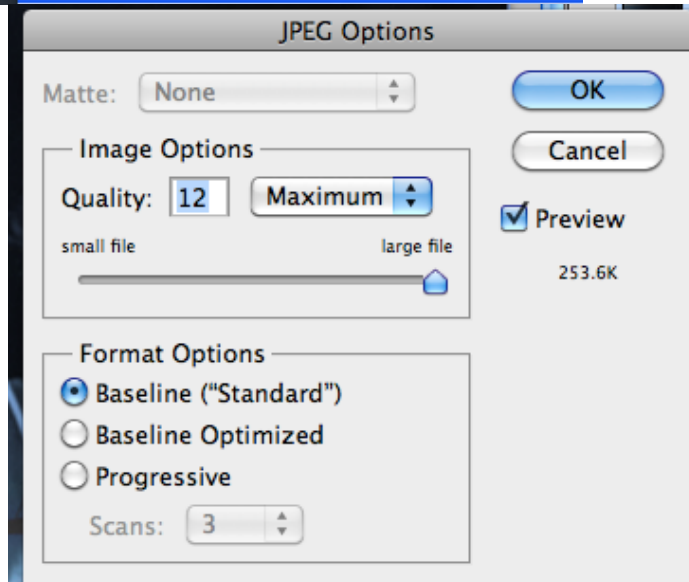 JPEG Options
Matte: None
OK
Image Options
Cancel
Quality: 12 Maximum
Preview
small file large file
253.6K
Format Options
Baseline (“Standard”)
Baseline Optimized
Progressive
Scans: 3